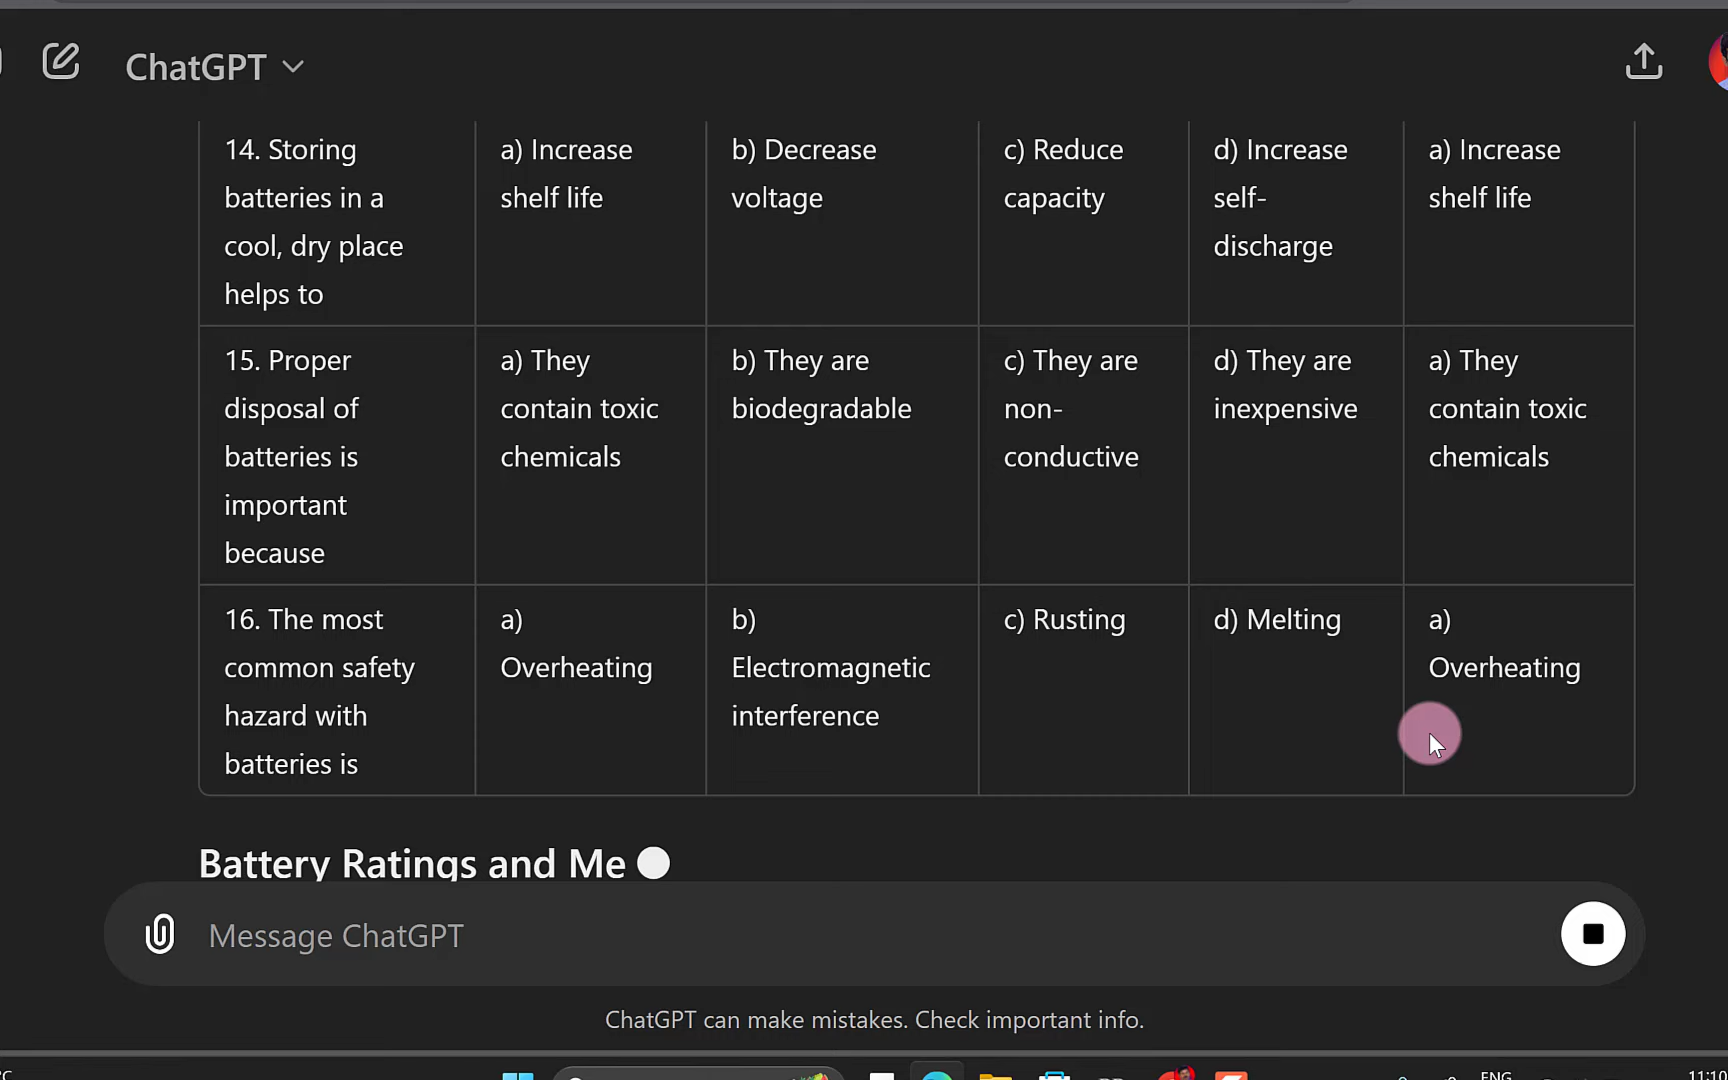 ChatGPT
14. Storing batteries in a cool, dry place helps to
a) Increase shelf life
b) Decrease voltage
c) Reduce capacity
d) Increase self-discharge
a) Increase shelf life
15. Proper disposal of batteries is important because
a) They contain toxic chemicals
b) They are biodegradable
c) They are non-conductive
d) They are inexpensive
a) They contain toxic chemicals
16. The most common safety hazard with batteries is
a) Overheating
b) Electromagnetic interference
c) Rusting
d) Melting
a) Overheating
Battery Ratings and Me
Message ChatGPT
ChatGPT can make mistakes. Check important info.
ENG
11:10